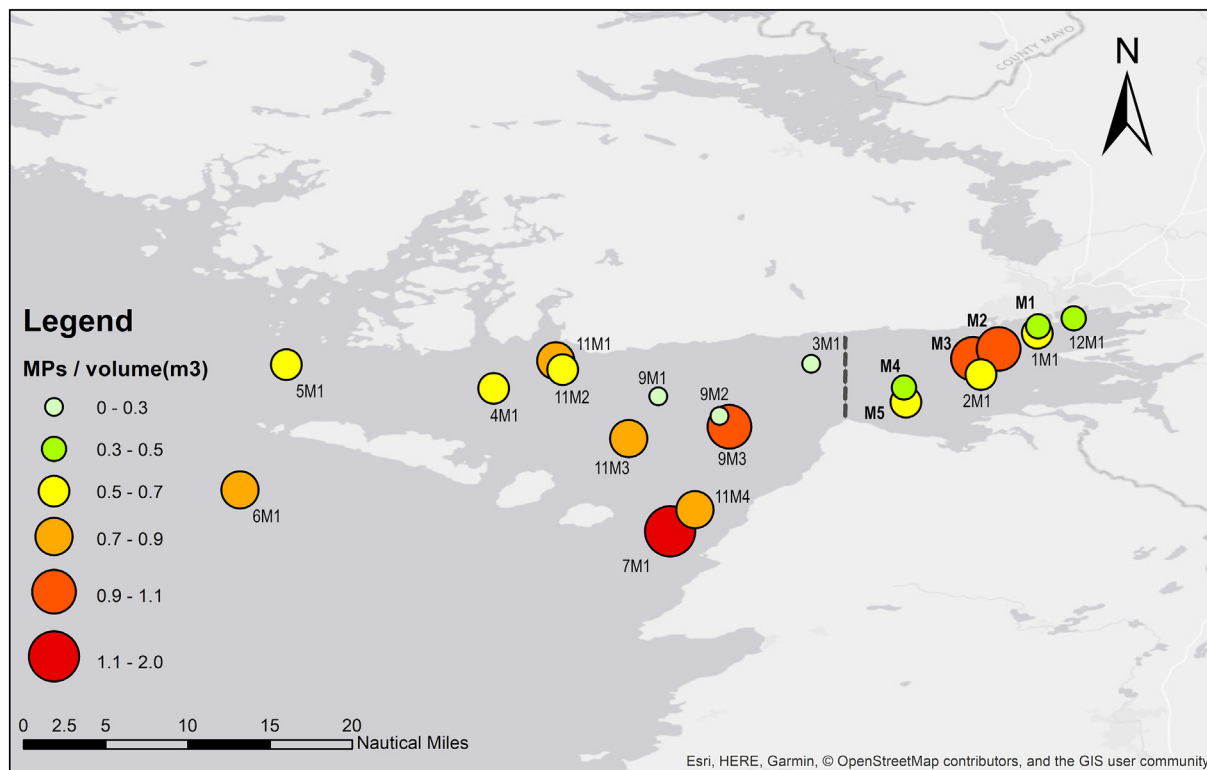 COUNTY MAYO
N
Legend
MPs / volume(m3)
0 - 0.3
0.3 - 0.5
0.5 - 0.7
0.7 - 0.9
0.9 - 1.1
1.1 - 2.0
M1
M2
12M1
1M1
M3
3M1
11M1
M4
2M1
5M1
9M1
11M2
4M1
9M2
M5
9M3
11M3
11M4
6M1
7M1
0 2.5 5 10 15 20
Nautical Miles
Esri, HERE, Garmin, © OpenStreetMap contributors, and the GIS user community